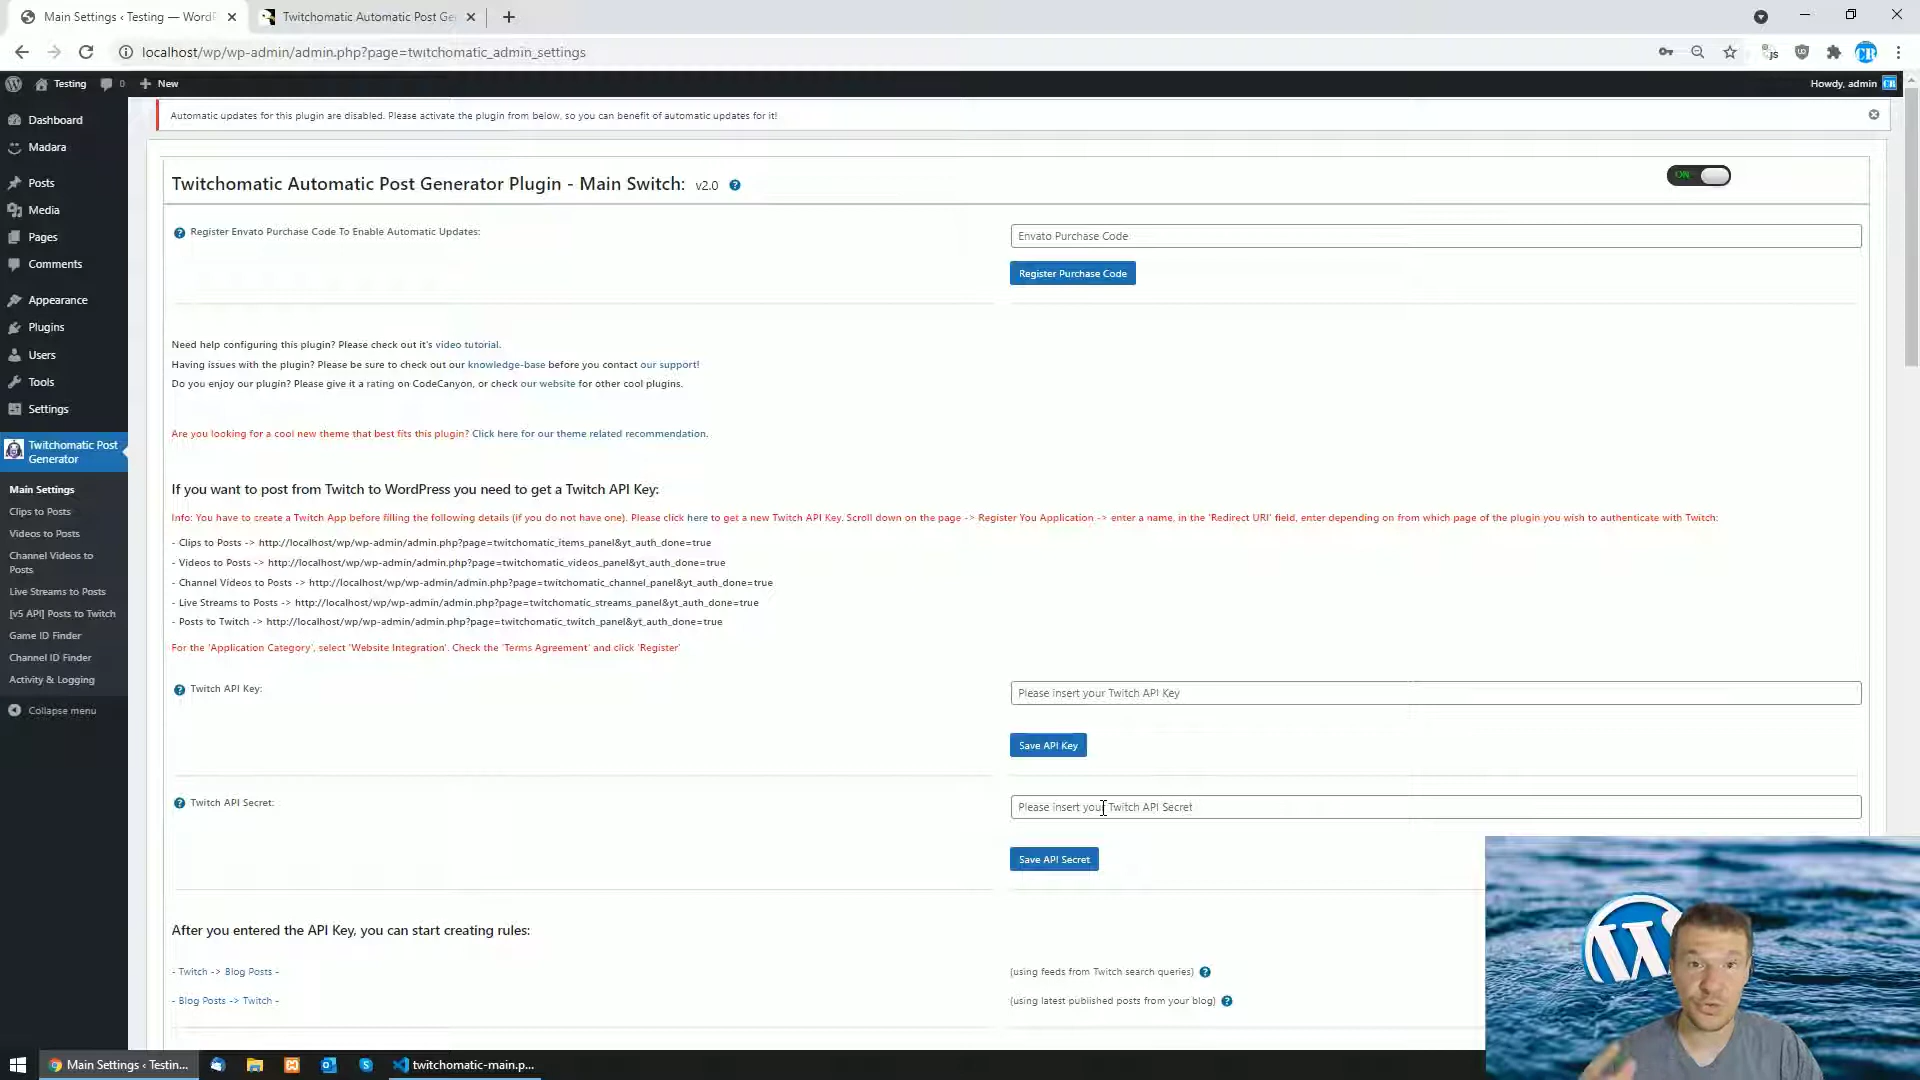 Main Settings ‹ Testing — WordP
Twitchomatic Automatic Post Ge
localhost/wp/wp-admin/admin.php?page=twitchomatic_admin_settings
Testing
0
New
Howdy, admin
Dashboard
Madara
Posts
Media
Pages
Comments
Appearance
Plugins
Users
Tools
Settings
Twitchomatic Post
Generator
Main Settings
Clips to Posts
Videos to Posts
Channel Videos to
Posts
Live Streams to Posts
[v5 API] Posts to Twitch
Game ID Finder
Channel ID Finder
Activity & Logging
Collapse menu
Automatic updates for this plugin are disabled. Please activate the plugin from below, so you can benefit of automatic updates for it!
Twitchomatic Automatic Post Generator Plugin - Main Switch: v2.0
ON
Register Envato Purchase Code To Enable Automatic Updates:
Envato Purchase Code
Register Purchase Code
Need help configuring this plugin? Please check out it's video tutorial.
Having issues with the plugin? Please be sure to check out our knowledge-base before you contact our support!
Do you enjoy our plugin? Please give it a rating on CodeCanyon, or check our website for other cool plugins.
Are you looking for a cool new theme that best fits this plugin? Click here for our theme related recommendation.
If you want to post from Twitch to WordPress you need to get a Twitch API Key:
Info: You have to create a Twitch App before filling the following details (if you do not have one). Please click here to get a new Twitch API Key. Scroll down on the page -> Register You Application -> enter a name, in the 'Redirect URI' field, enter depending on from which page of the plugin you wish to authenticate with Twitch:
- Clips to Posts -> http://localhost/wp/wp-admin/admin.php?page=twitchomatic_items_panel&yt_auth_done=true
- Videos to Posts -> http://localhost/wp/wp-admin/admin.php?page=twitchomatic_videos_panel&yt_auth_done=true
- Channel Videos to Posts -> http://localhost/wp/wp-admin/admin.php?page=twitchomatic_channel_panel&yt_auth_done=true
- Live Streams to Posts -> http://localhost/wp/wp-admin/admin.php?page=twitchomatic_streams_panel&yt_auth_done=true
- Posts to Twitch -> http://localhost/wp/wp-admin/admin.php?page=twitchomatic_twitch_panel&yt_auth_done=true
For the 'Application Category', select 'Website Integration'. Check the 'Terms Agreement' and click 'Register'
Twitch API Key:
Please insert your Twitch API Key
Save API Key
Twitch API Secret:
Please insert your Twitch API Secret
Save API Secret
After you entered the API Key, you can start creating rules:
- Twitch -> Blog Posts -
(using feeds from Twitch search queries)
- Blog Posts -> Twitch -
(using latest published posts from your blog)
Main Settings ‹ Testin...
twitchomatic-main.p...